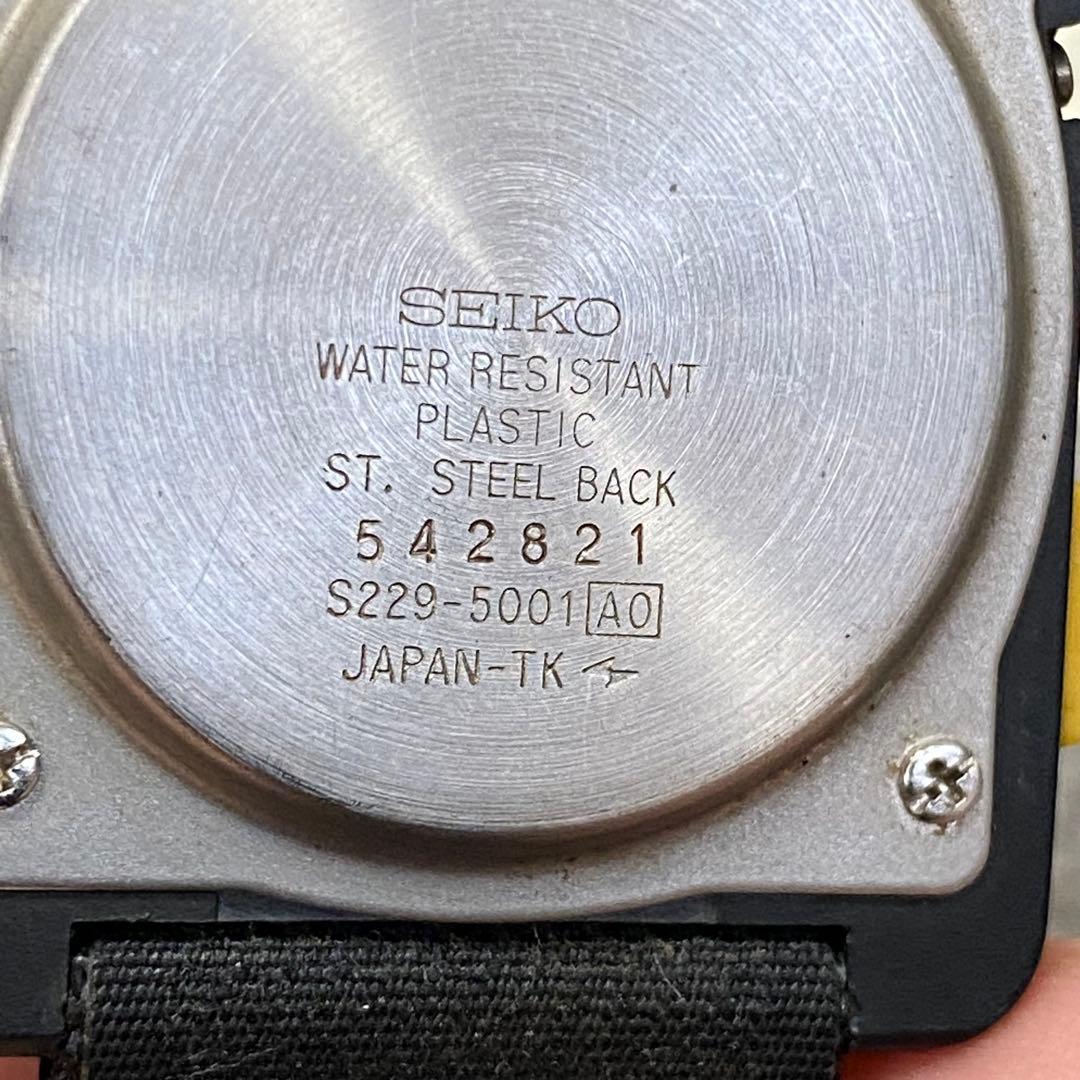 SEIKO
WATER RESISTANT
PLASTIC
ST. STEEL BACK
542821
S229-5001 A0
JAPAN-TK